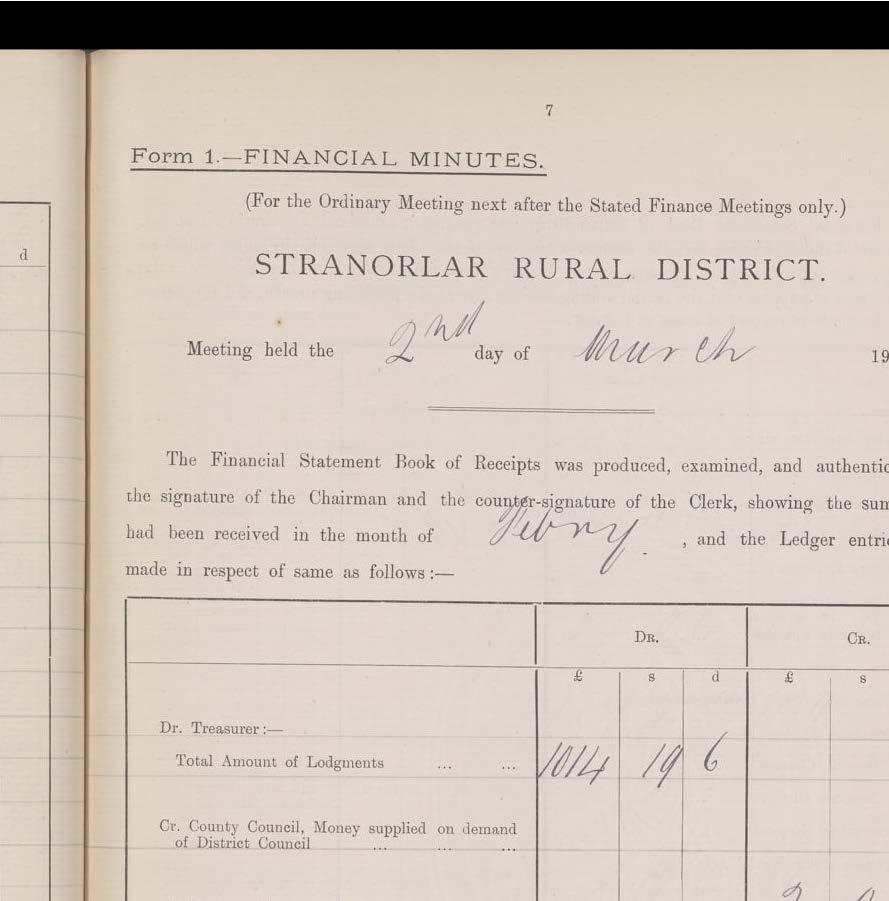 7
Form 1.—FINANCIAL MINUTES.
(For the Ordinary Meeting next after the Stated Finance Meetings only.)
STRANORLAR RURAL DISTRICT.
Meeting held the 2nd day of March 19
The Financial Statement Book of Receipts was produced, examined, and authentic
the signature of the Chairman and the counter-signature of the Clerk, showing the sum
had been received in the month of Febry. , and the Ledger entrie
made in respect of same as follows :—
DR. CR.
d
£ s d £ s
Dr. Treasurer :—
Total Amount of Lodgments ... ... 1014 19 6
Cr. County Council, Money supplied on demand
of District Council ... ... ...